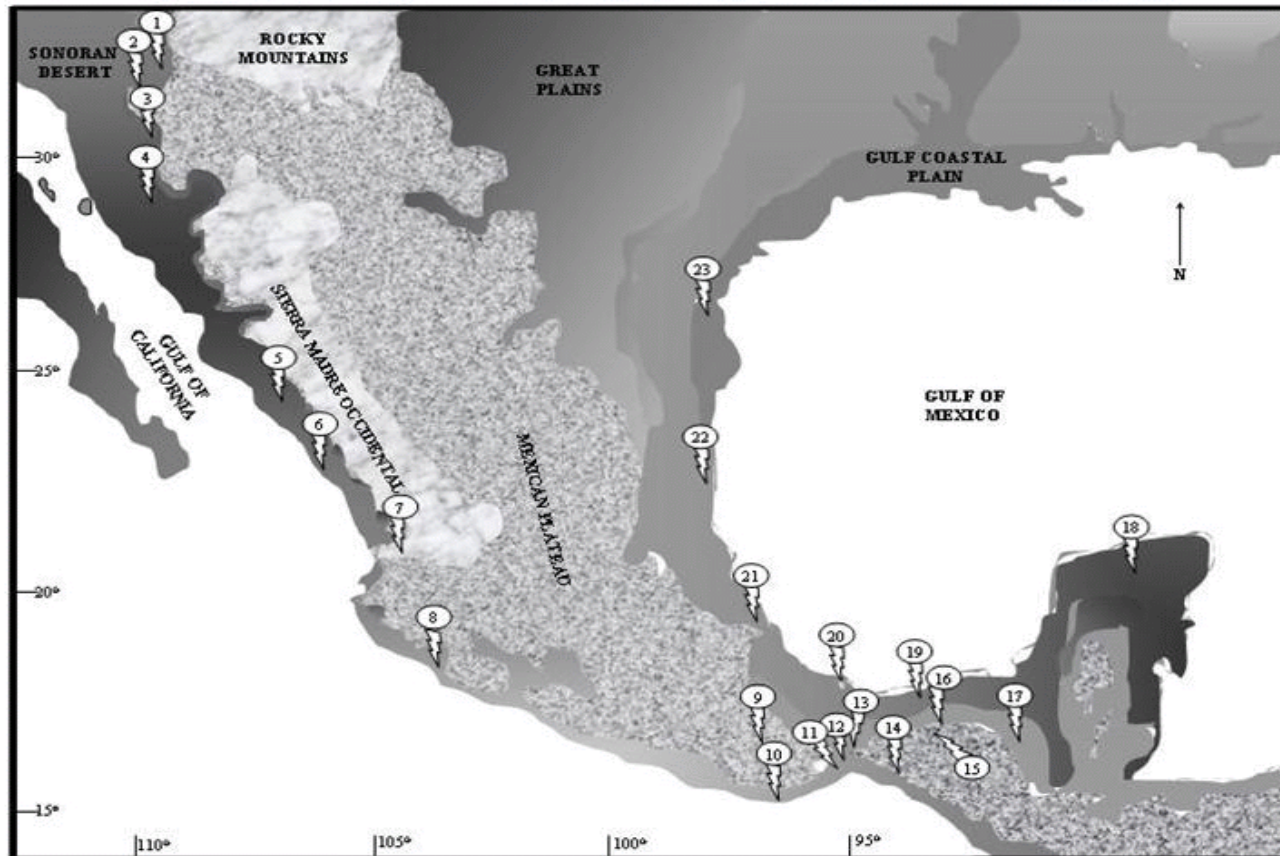 1
2
SONORAN
DESERT
ROCKY
MOUNTAINS
GREAT
PLAINS
3
4
30°
GULF COASTAL
PLAIN
N
23
SIERRA MADRE OCCIDENTAL
GULF OF
CALIFORNIA
5
25°
GULF OF
MEXICO
6
22
MEXICAN PLATEAD
7
18
21
20°
8
20
19
16
9
13
17
11
12
14
10
15
15°
110°
105°
100°
95°